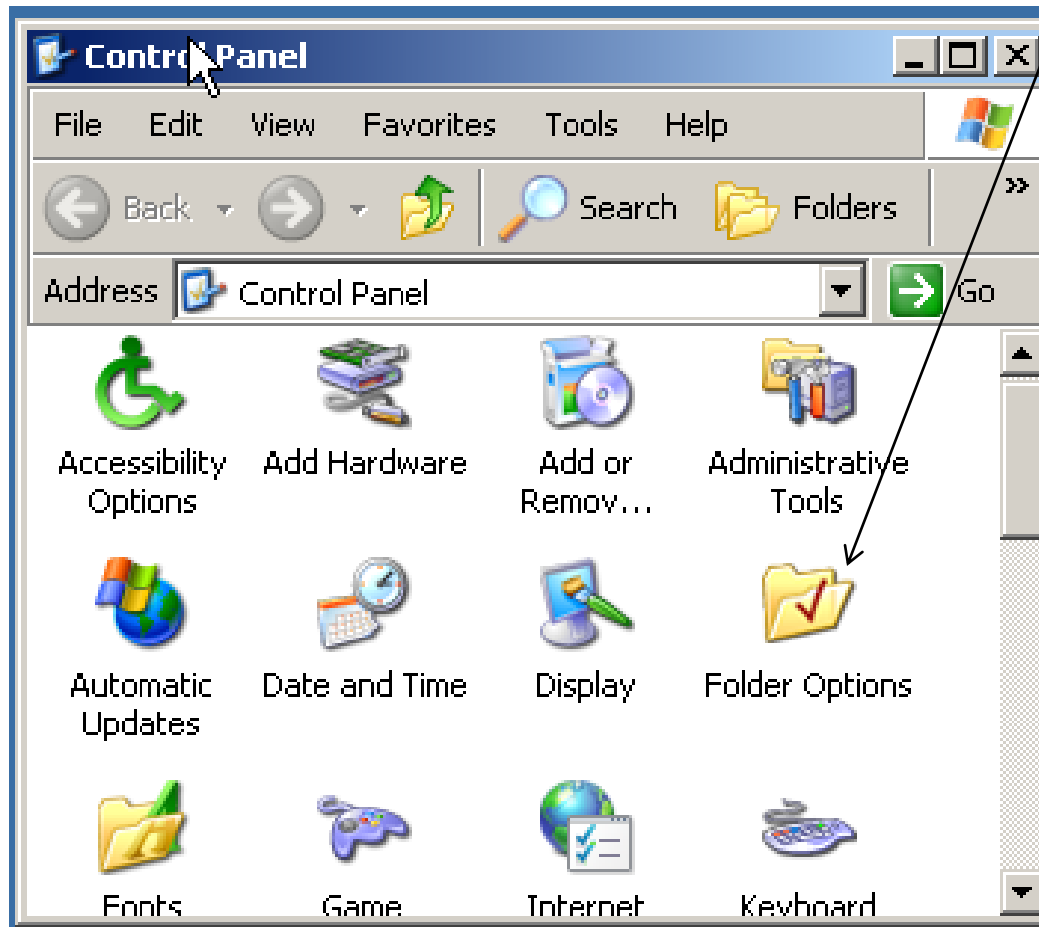 Control Panel
File Edit View Favorites Tools Help
Back Search Folders »
Address Control Panel Go
Accessibility Options
Add Hardware
Add or Remov...
Administrative Tools
Automatic Updates
Date and Time
Display
Folder Options
Fonts
Game
Internet
Keyboard